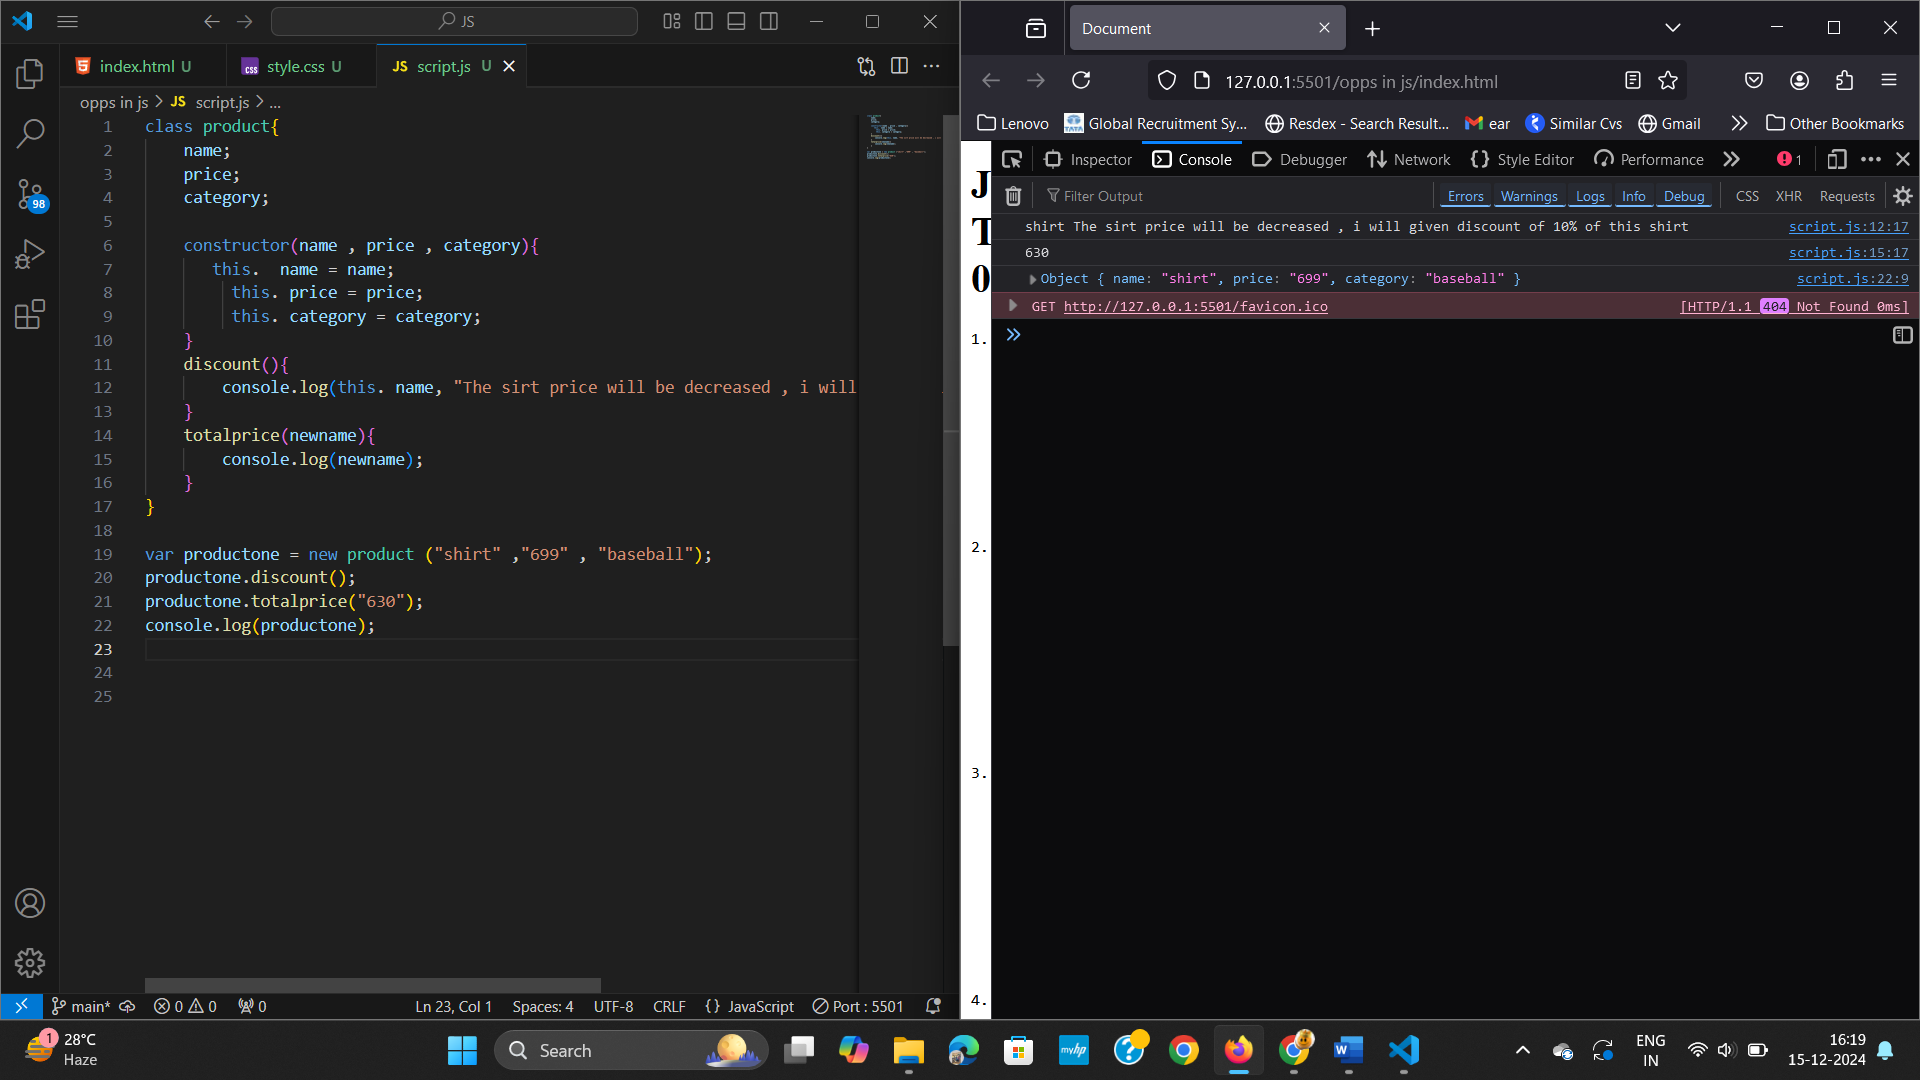 JS
index.html U
style.css U
JS script.js U
opps in js > JS script.js > ...
1 class product{
2 name;
3 price;
4 category;
5
6 constructor(name , price , category){
7 this.  name = name;
8 this. price = price;
9 this. category = category;
10 }
11 discount(){
12 console.log(this. name, "The sirt price will be decreased , i will
13 }
14 totalprice(newname){
15 console.log(newname);
16 }
17 }
18
19 var productone = new product ("shirt" ,"699" , "baseball");
20 productone.discount();
21 productone.totalprice("630");
22 console.log(productone);
23
24
25
98
main* 0 0 0 Ln 23, Col 1 Spaces: 4 UTF-8 CRLF {} JavaScript Port : 5501
Document
127.0.0.1:5501/opps in js/index.html
Lenovo TATA Global Recruitment Sy... Resdex - Search Result... ear Similar Cvs Gmail Other Bookmarks
Inspector Console Debugger Network Style Editor Performance 1
Filter Output Errors Warnings Logs Info Debug CSS XHR Requests
shirt The sirt price will be decreased , i will given discount of 10% of this shirt script.js:12:17
630 script.js:15:17
Object { name: "shirt", price: "699", category: "baseball" } script.js:22:9
GET http://127.0.0.1:5501/favicon.ico [HTTP/1.1 404 Not Found 0ms]
J
T
0
1.
2.
3.
4.
1 28°C
Haze
Search
myhp
ENG
IN
16:19
15-12-2024